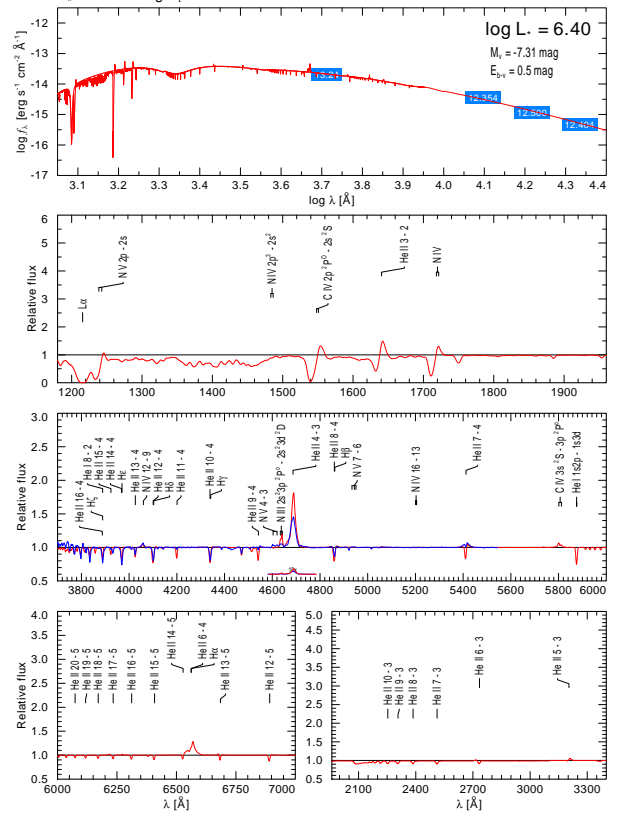 log L* = 6.40
Mv = -7.31 mag
Eb-v = 0.5 mag
log fλ [erg s⁻¹ cm⁻² Å⁻¹]
-12
-13
-14
-15
-16
-17
12.354
12.500
12.404
3.1 3.2 3.3 3.4 3.5 3.6 3.7 3.8 3.9 4.0 4.1 4.2 4.3 4.4
log λ [Å]
Relative flux
6
5
4
3
2
1
0
Lα
N V 2p - 2s
N IV 2p³ - 2s²
C IV 2p ²P⁰ - 2s ²S
He II 3 - 2
N IV
1200 1300 1400 1500 1600 1700 1800 1900
Relative flux
3.0
2.5
2.0
1.5
1.0
0.5
He II 16 - 4
Hζ
He I 8 - 2
He II 15 - 4
He II 14 - 4
Hε
He II 13 - 4
N IV 12 - 9
He II 12 - 4
Hδ
He II 11 - 4
He II 10 - 4
Hγ
He II 9 - 4
N V 4 - 3
N III 2s²3p ²P⁰ - 2s²3d ²D
He II 4 - 3
He II 8 - 4
Hβ
N V 7 - 6
N IV 16 - 13
He II 7 - 4
C IV 3s ²S - 3p ²P⁰
He I 1s2p - 1s3d
3800 4000 4200 4400 4600 4800 5000 5200 5400 5600 5800 6000
Relative flux
4.0
3.5
3.0
2.5
2.0
1.5
1.0
0.5
He II 20 - 5
He II 19 - 5
He II 18 - 5
He II 17 - 5
He II 16 - 5
He II 15 - 5
He II 14 - 5
He II 6 - 4
Hα
He II 13 - 5
He II 12 - 5
6000 6250 6500 6750 7000
λ [Å]
5.0
4.5
4.0
3.5
3.0
2.5
2.0
1.5
1.0
0.5
He II 10 - 3
He II 9 - 3
He II 8 - 3
He II 7 - 3
He II 6 - 3
He II 5 - 3
2100 2400 2700 3000 3300
λ [Å]